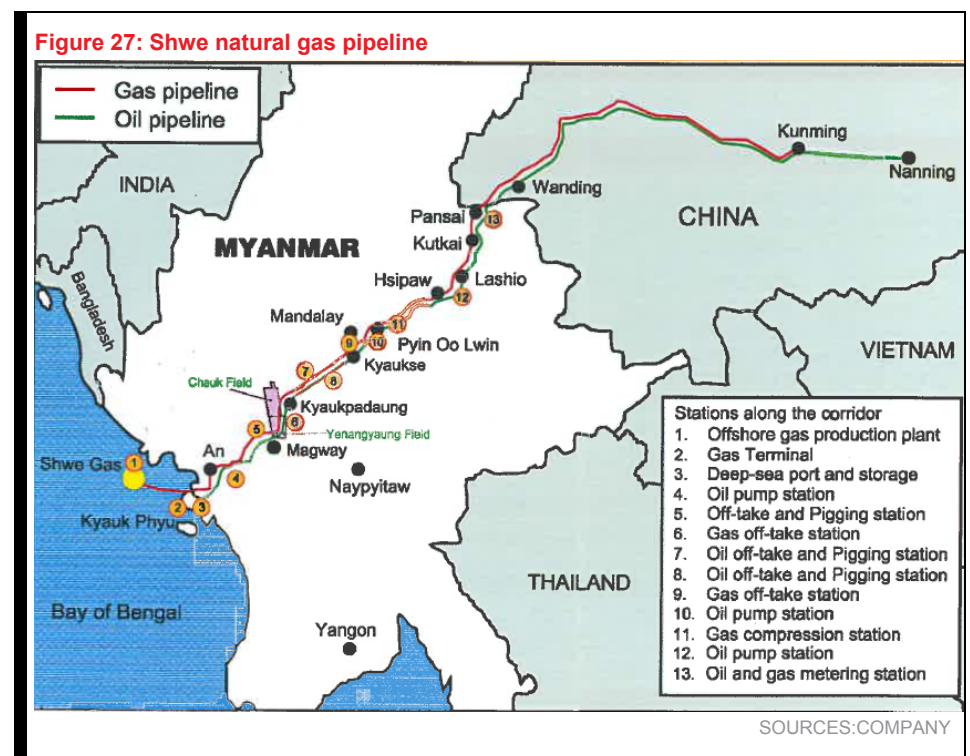 Figure 27: Shwe natural gas pipeline
Gas pipeline
Oil pipeline
Kunming
Nanning
INDIA
Wanding
Pansai
13
CHINA
Kutkai
MYANMAR
Bangladesh
Hsipaw
Lashio
12
Mandalay
11
9
10
Pyin Oo Lwin
VIETNAM
Kyaukse
7
8
Chauk Field
Kyaukpadaung
6
5
Yenangyaung Field
Magway
An
4
Shwe Gas
1
Naypyitaw
2
3
Kyauk Phyu
THAILAND
Bay of Bengal
Yangon
Stations along the corridor
1. Offshore gas production plant
2. Gas Terminal
3. Deep-sea port and storage
4. Oil pump station
5. Off-take and Pigging station
6. Gas off-take station
7. Oil off-take and Pigging station
8. Oil off-take and Pigging station
9. Gas off-take station
10. Oil pump station
11. Gas compression station
12. Oil pump station
13. Oil and gas metering station
SOURCES:COMPANY